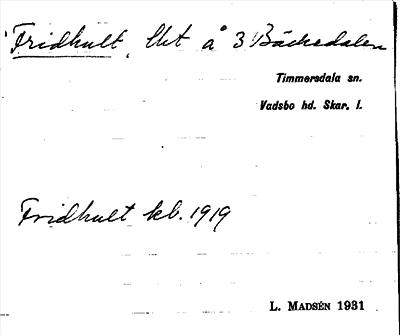 Fridhult, lht å 3 Bäckedalen
Timmersdala sn.
Vadsbo hd. Skar. l.
Fridhult kb. 1919
L. MADSÉN 1931